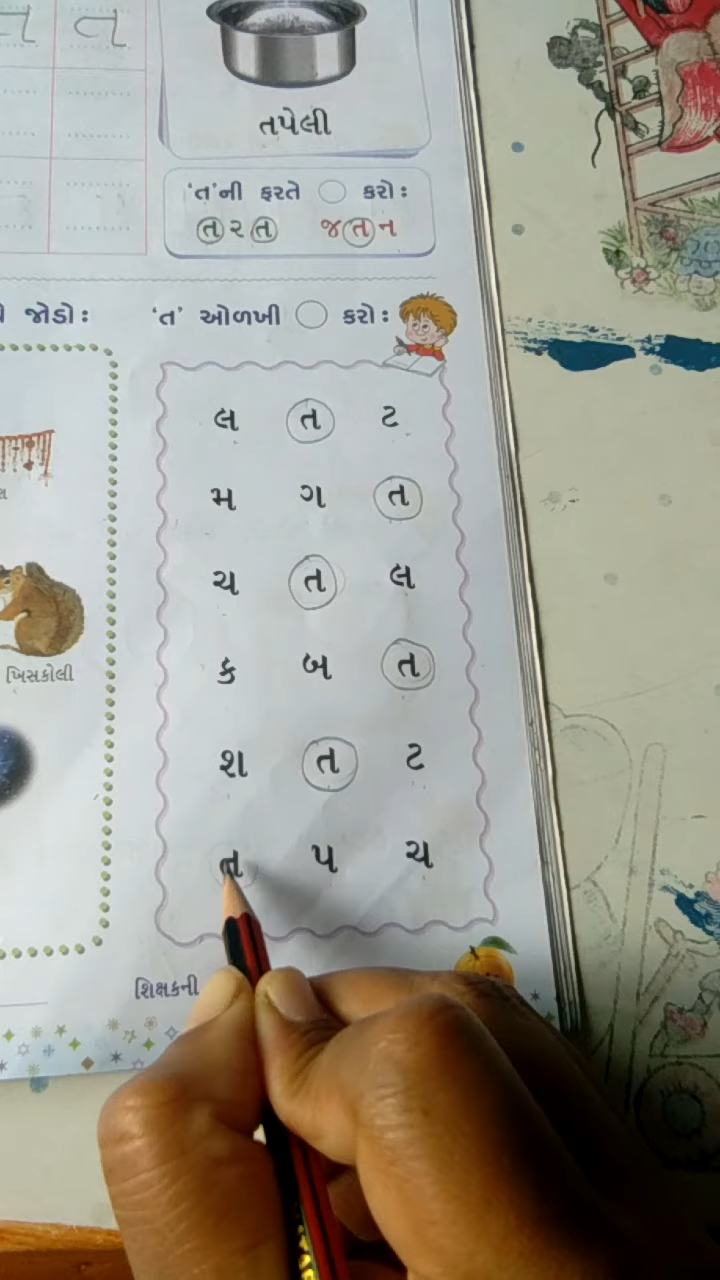 ત ત
તપેલી
'ત'ની ફરતે ○ કરો:
તરત જતન
જોડો:
'ત' ઓળખી ○ કરો:
લ ત ટ
મ ગ ત
ચ ત લ
ક બ ત
ખિસકોલી
શ ત ટ
ત પ ચ
શિક્ષકની